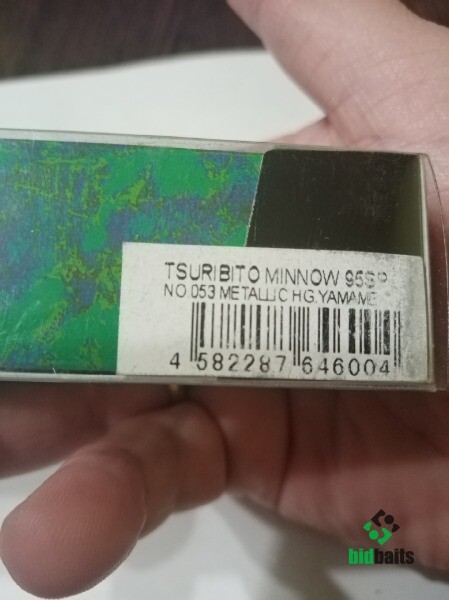 TSURIBITO MINNOW 95SP
NO.053 METALLIC HG.YAMAME
4 582287 646004
bidbaits